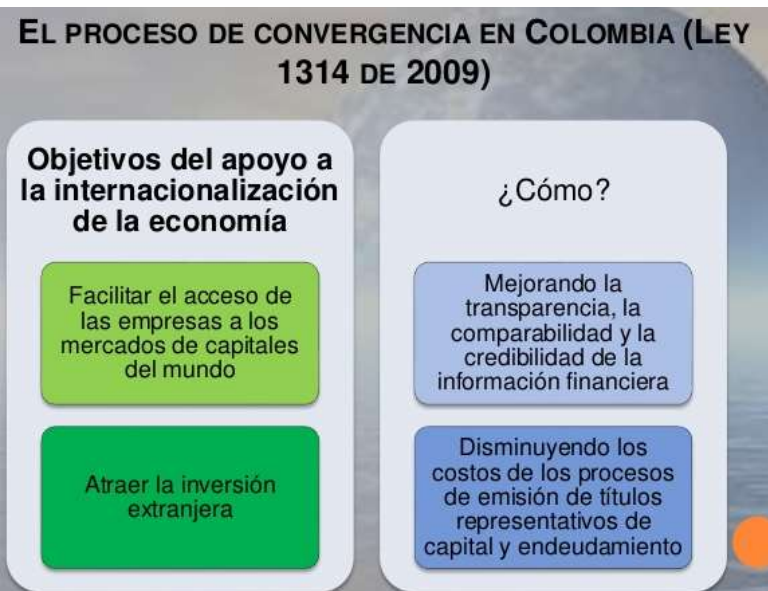 EL PROCESO DE CONVERGENCIA EN COLOMBIA (LEY
1314 DE 2009)
Objetivos del apoyo a
la internacionalización
de la economía
Facilitar el acceso de
las empresas a los
mercados de capitales
del mundo
Atraer la inversión
extranjera
¿Cómo?
Mejorando la
transparencia, la
comparabilidad y la
credibilidad de la
información financiera
Disminuyendo los
costos de los procesos
de emisión de títulos
representativos de
capital y endeudamiento